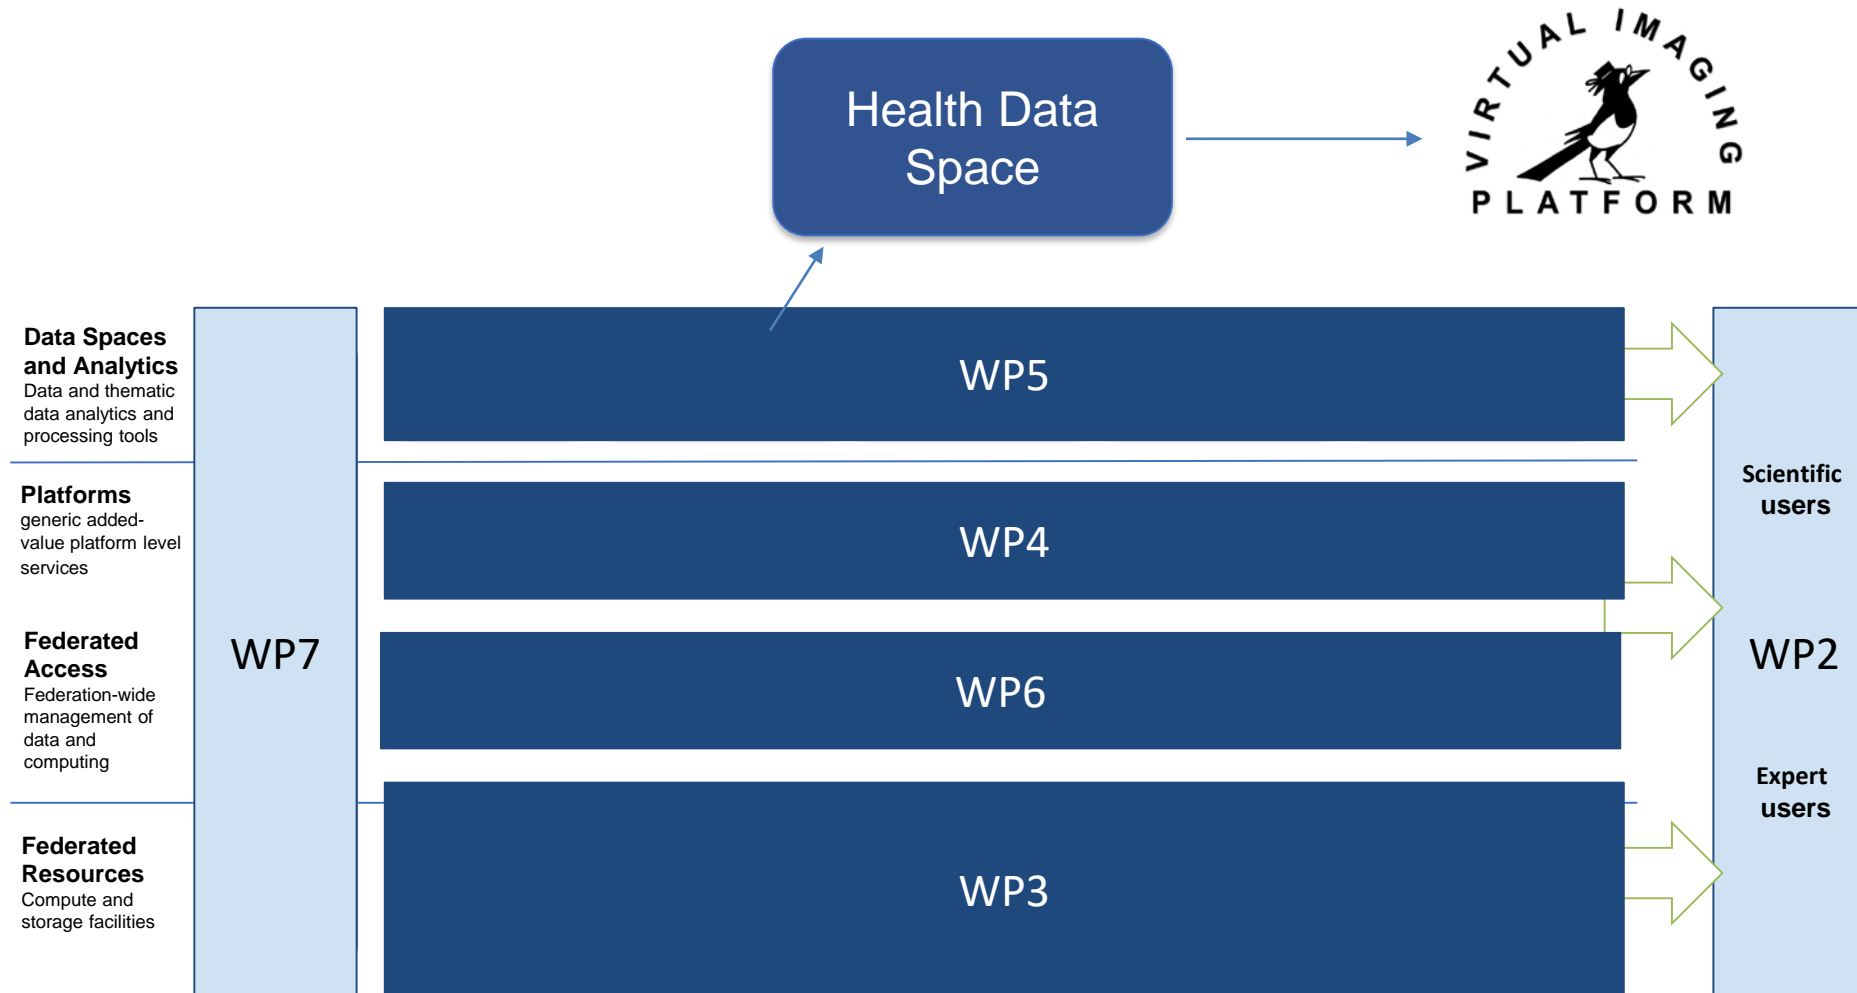 Health Data
Space
VIRTUAL IMAGING
PLATFORM
Data Spaces
and Analytics
Data and thematic
data analytics and
processing tools
Platforms
generic added-
value platform level
services
Federated
Access
Federation-wide
management of
data and
computing
Federated
Resources
Compute and
storage facilities
WP7
WP5
WP4
WP6
WP3
Scientific
users
WP2
Expert
users